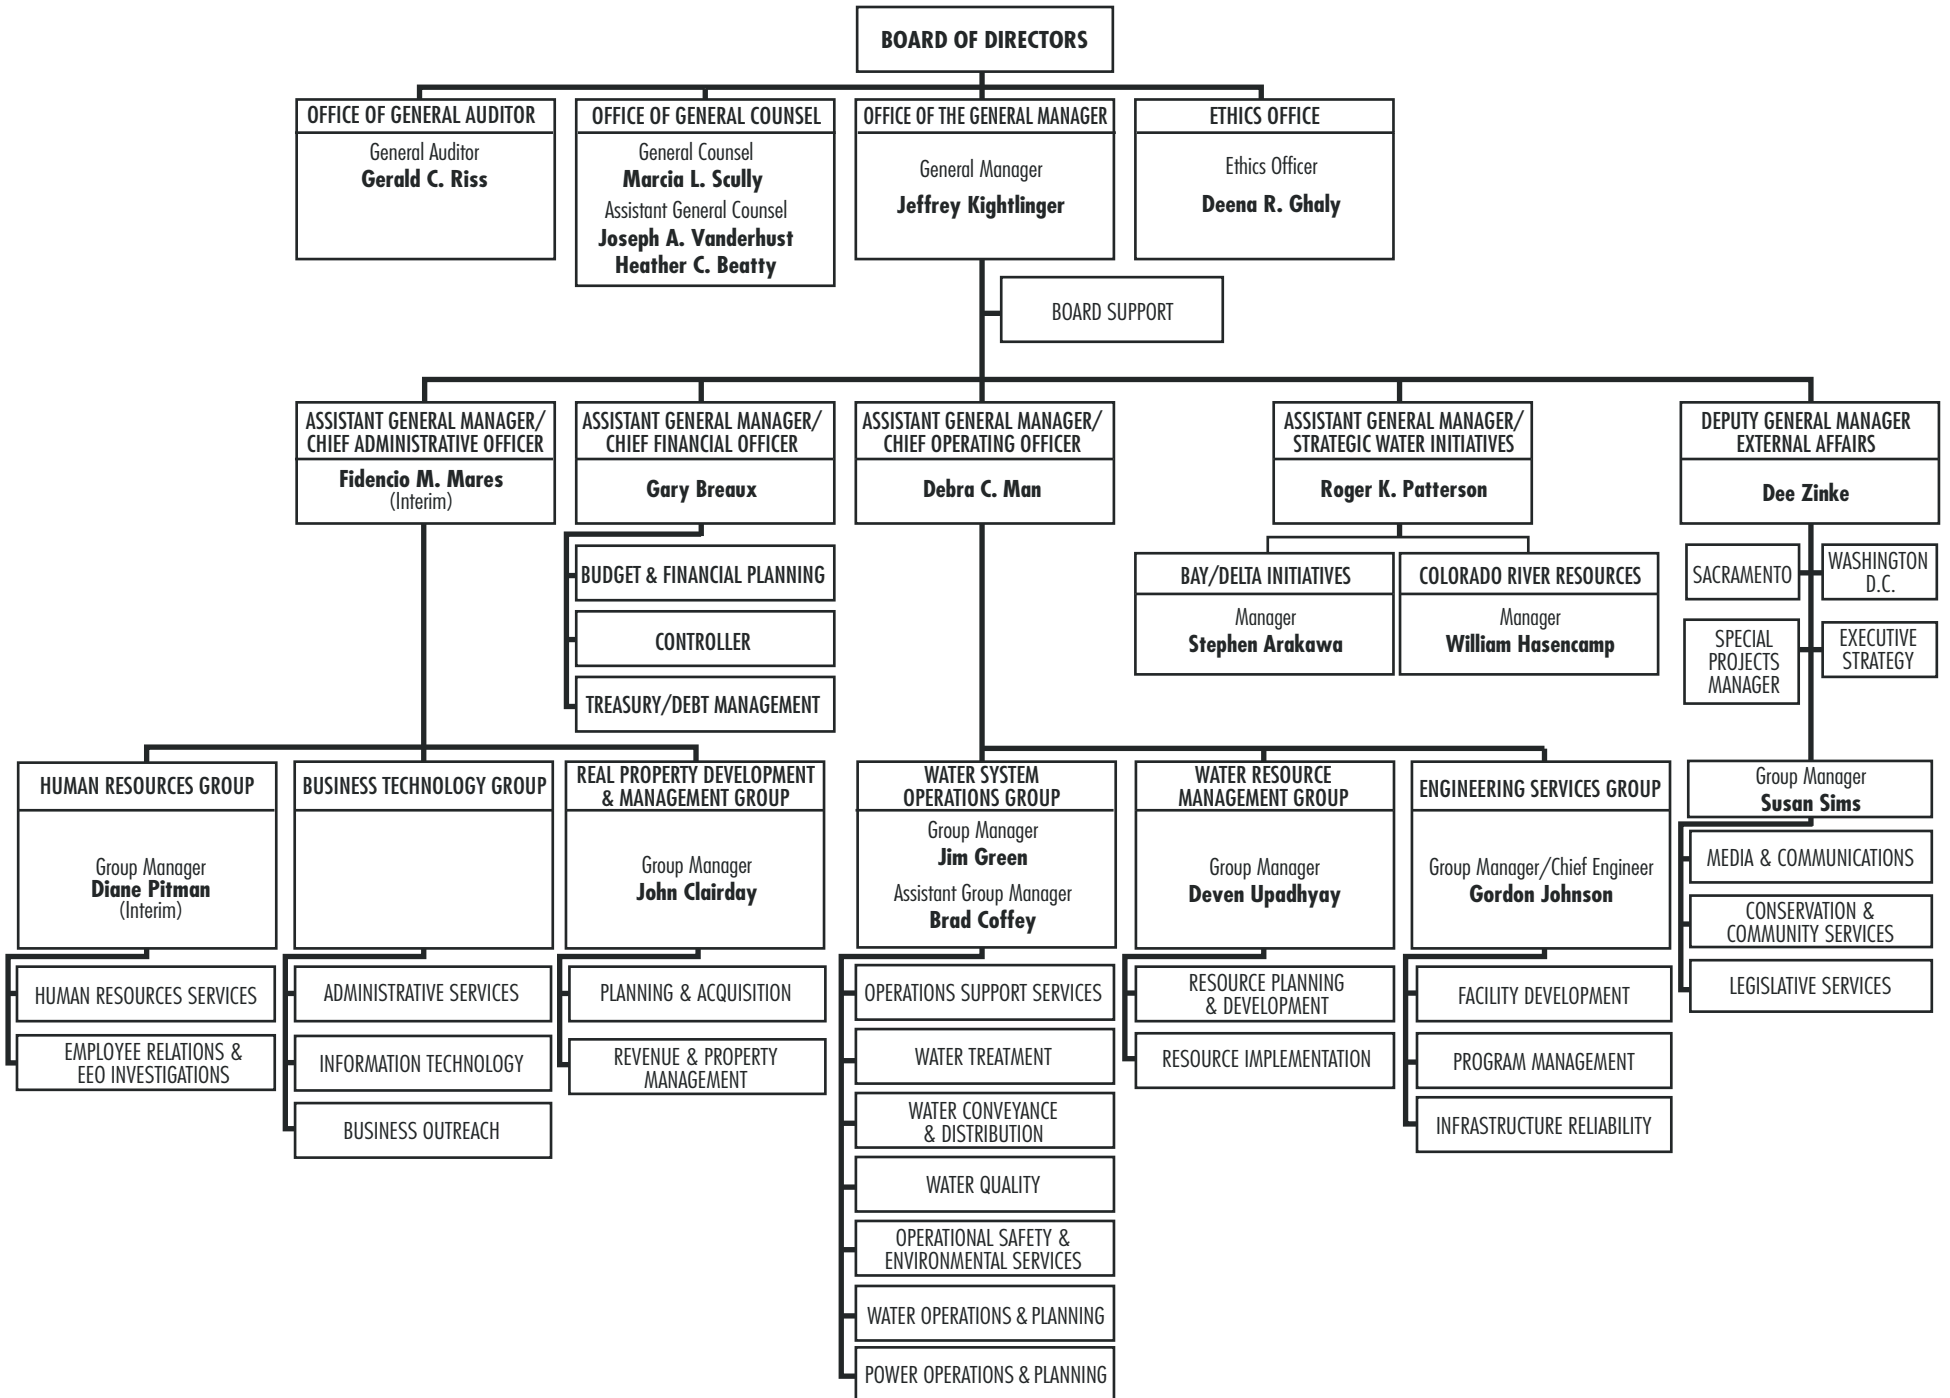 BOARD OF DIRECTORS
OFFICE OF GENERAL AUDITOR
General Auditor
Gerald C. Riss
OFFICE OF GENERAL COUNSEL
General Counsel
Marcia L. Scully
Assistant General Counsel
Joseph A. Vanderhust
Heather C. Beatty
OFFICE OF THE GENERAL MANAGER
General Manager
Jeffrey Kightlinger
ETHICS OFFICE
Ethics Officer
Deena R. Ghaly
BOARD SUPPORT
ASSISTANT GENERAL MANAGER/
CHIEF ADMINISTRATIVE OFFICER
Fidencio M. Mares
(Interim)
ASSISTANT GENERAL MANAGER/
CHIEF FINANCIAL OFFICER
Gary Breaux
ASSISTANT GENERAL MANAGER/
CHIEF OPERATING OFFICER
Debra C. Man
ASSISTANT GENERAL MANAGER/
STRATEGIC WATER INITIATIVES
Roger K. Patterson
DEPUTY GENERAL MANAGER
EXTERNAL AFFAIRS
Dee Zinke
BUDGET & FINANCIAL PLANNING
CONTROLLER
TREASURY/DEBT MANAGEMENT
BAY/DELTA INITIATIVES
Manager
Stephen Arakawa
COLORADO RIVER RESOURCES
Manager
William Hasencamp
SACRAMENTO
WASHINGTON
D.C.
SPECIAL
PROJECTS
MANAGER
EXECUTIVE
STRATEGY
HUMAN RESOURCES GROUP
Group Manager
Diane Pitman
(Interim)
BUSINESS TECHNOLOGY GROUP
REAL PROPERTY DEVELOPMENT
& MANAGEMENT GROUP
Group Manager
John Clairday
WATER SYSTEM
OPERATIONS GROUP
Group Manager
Jim Green
Assistant Group Manager
Brad Coffey
WATER RESOURCE
MANAGEMENT GROUP
Group Manager
Deven Upadhyay
ENGINEERING SERVICES GROUP
Group Manager/Chief Engineer
Gordon Johnson
Group Manager
Susan Sims
MEDIA & COMMUNICATIONS
CONSERVATION &
COMMUNITY SERVICES
LEGISLATIVE SERVICES
HUMAN RESOURCES SERVICES
EMPLOYEE RELATIONS &
EEO INVESTIGATIONS
ADMINISTRATIVE SERVICES
INFORMATION TECHNOLOGY
BUSINESS OUTREACH
PLANNING & ACQUISITION
REVENUE & PROPERTY
MANAGEMENT
OPERATIONS SUPPORT SERVICES
WATER TREATMENT
WATER CONVEYANCE
& DISTRIBUTION
WATER QUALITY
OPERATIONAL SAFETY &
ENVIRONMENTAL SERVICES
WATER OPERATIONS & PLANNING
POWER OPERATIONS & PLANNING
RESOURCE PLANNING
& DEVELOPMENT
RESOURCE IMPLEMENTATION
FACILITY DEVELOPMENT
PROGRAM MANAGEMENT
INFRASTRUCTURE RELIABILITY